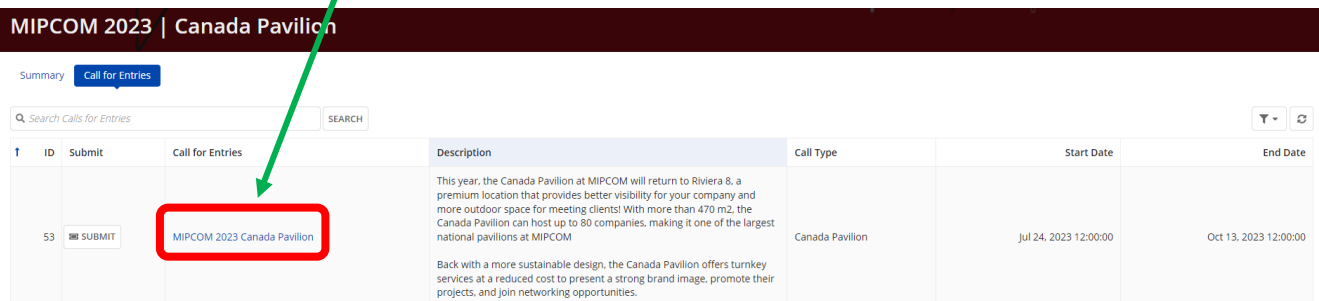 MIPCOM 2023 | Canada Pavilion
Summary Call for Entries
Search Calls for Entries SEARCH
↑ ID Submit Call for Entries Description Call Type Start Date End Date
This year, the Canada Pavilion at MIPCOM will return to Riviera 8, a
premium location that provides better visibility for your company and
more outdoor space for meeting clients! With more than 470 m2, the
Canada Pavilion can host up to 80 companies, making it one of the largest
53 SUBMIT MIPCOM 2023 Canada Pavilion national pavilions at MIPCOM Canada Pavilion Jul 24, 2023 12:00:00 Oct 13, 2023 12:00:00
Back with a more sustainable design, the Canada Pavilion offers turnkey
services at a reduced cost to present a strong brand image, promote their
projects, and join networking opportunities.